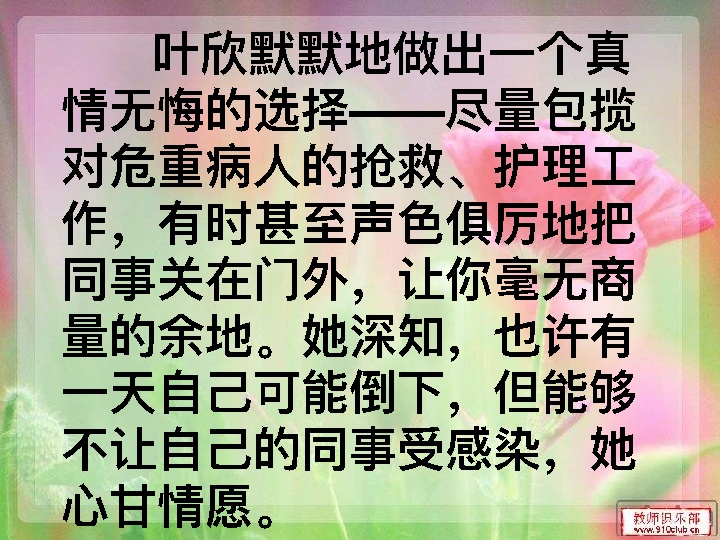 叶欣默默地做出一个真
情无悔的选择——尽量包揽
对危重病人的抢救、护理工
作，有时甚至声色俱厉地把
同事关在门外，让你毫无商
量的余地。她深知，也许有
一天自己可能倒下，但能够
不让自己的同事受感染，她
心甘情愿。
教师俱乐部
www.910club.cn